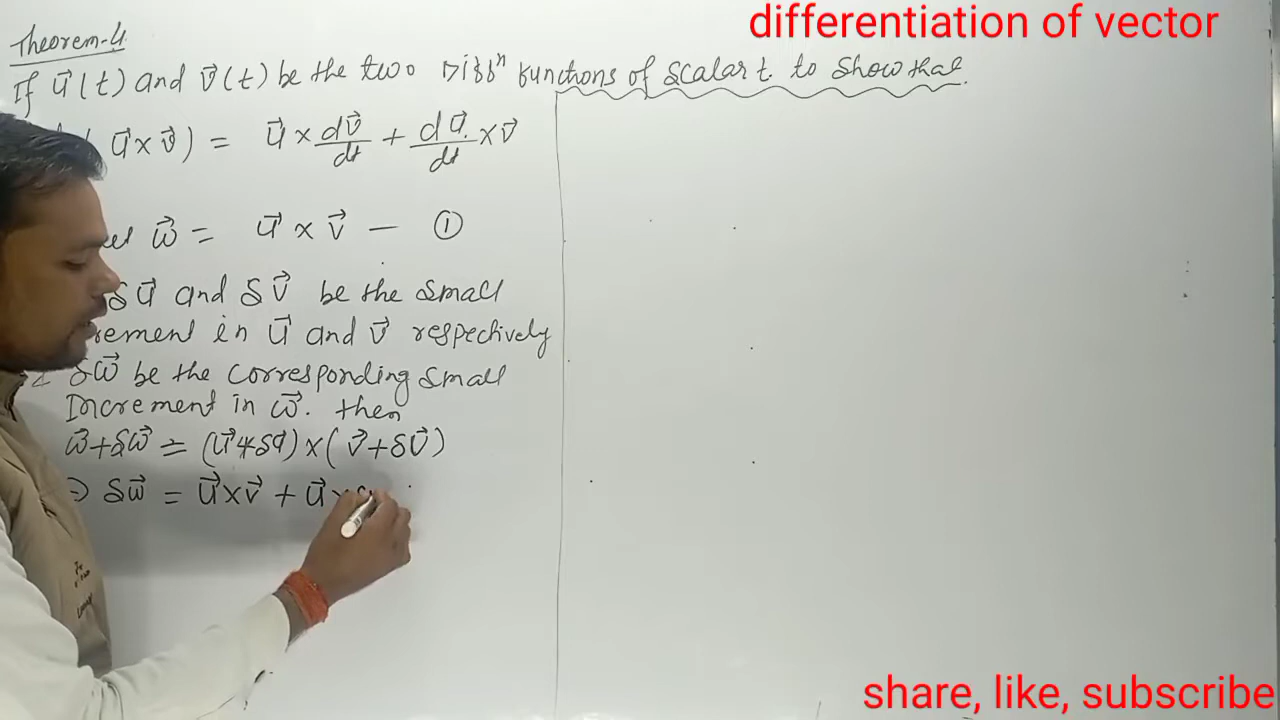 differentiation of vector
Theorem-4
If u⃗(t) and v⃗(t) be the two Diffⁿ functions of scalar t to show that
u⃗ × v⃗) = u⃗ × dv⃗/dt + du⃗/dt × v⃗
w⃗ = u⃗ × v⃗ — ①
δu⃗ and δv⃗ be the small
rement in u⃗ and v⃗ respectively
δw⃗ be the corresponding small
Increment in w⃗. then
w⃗+δw⃗ = (u⃗+δu⃗)×(v⃗+δv⃗)
⇒ δw⃗ = u⃗×v⃗ + u⃗×
share, like, subscribe